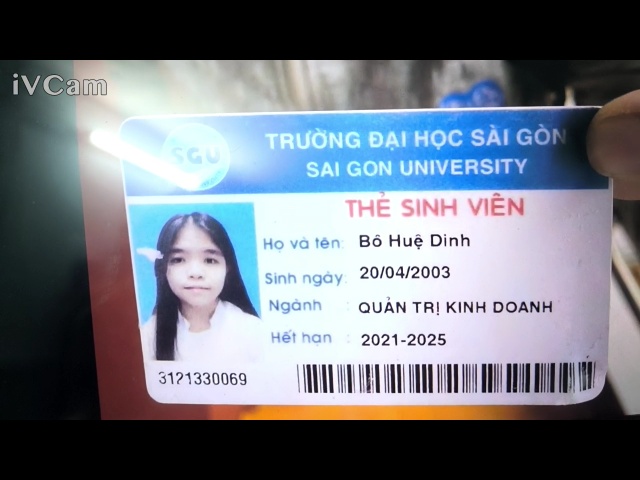 iVCam
SGU
TRƯỜNG ĐẠI HỌC SÀI GÒN
SAI GON UNIVERSITY
THẺ SINH VIÊN
Họ và tên: Bô Huệ Dinh
Sinh ngày: 20/04/2003
Ngành : QUẢN TRỊ KINH DOANH
Hết hạn : 2021-2025
3121330069